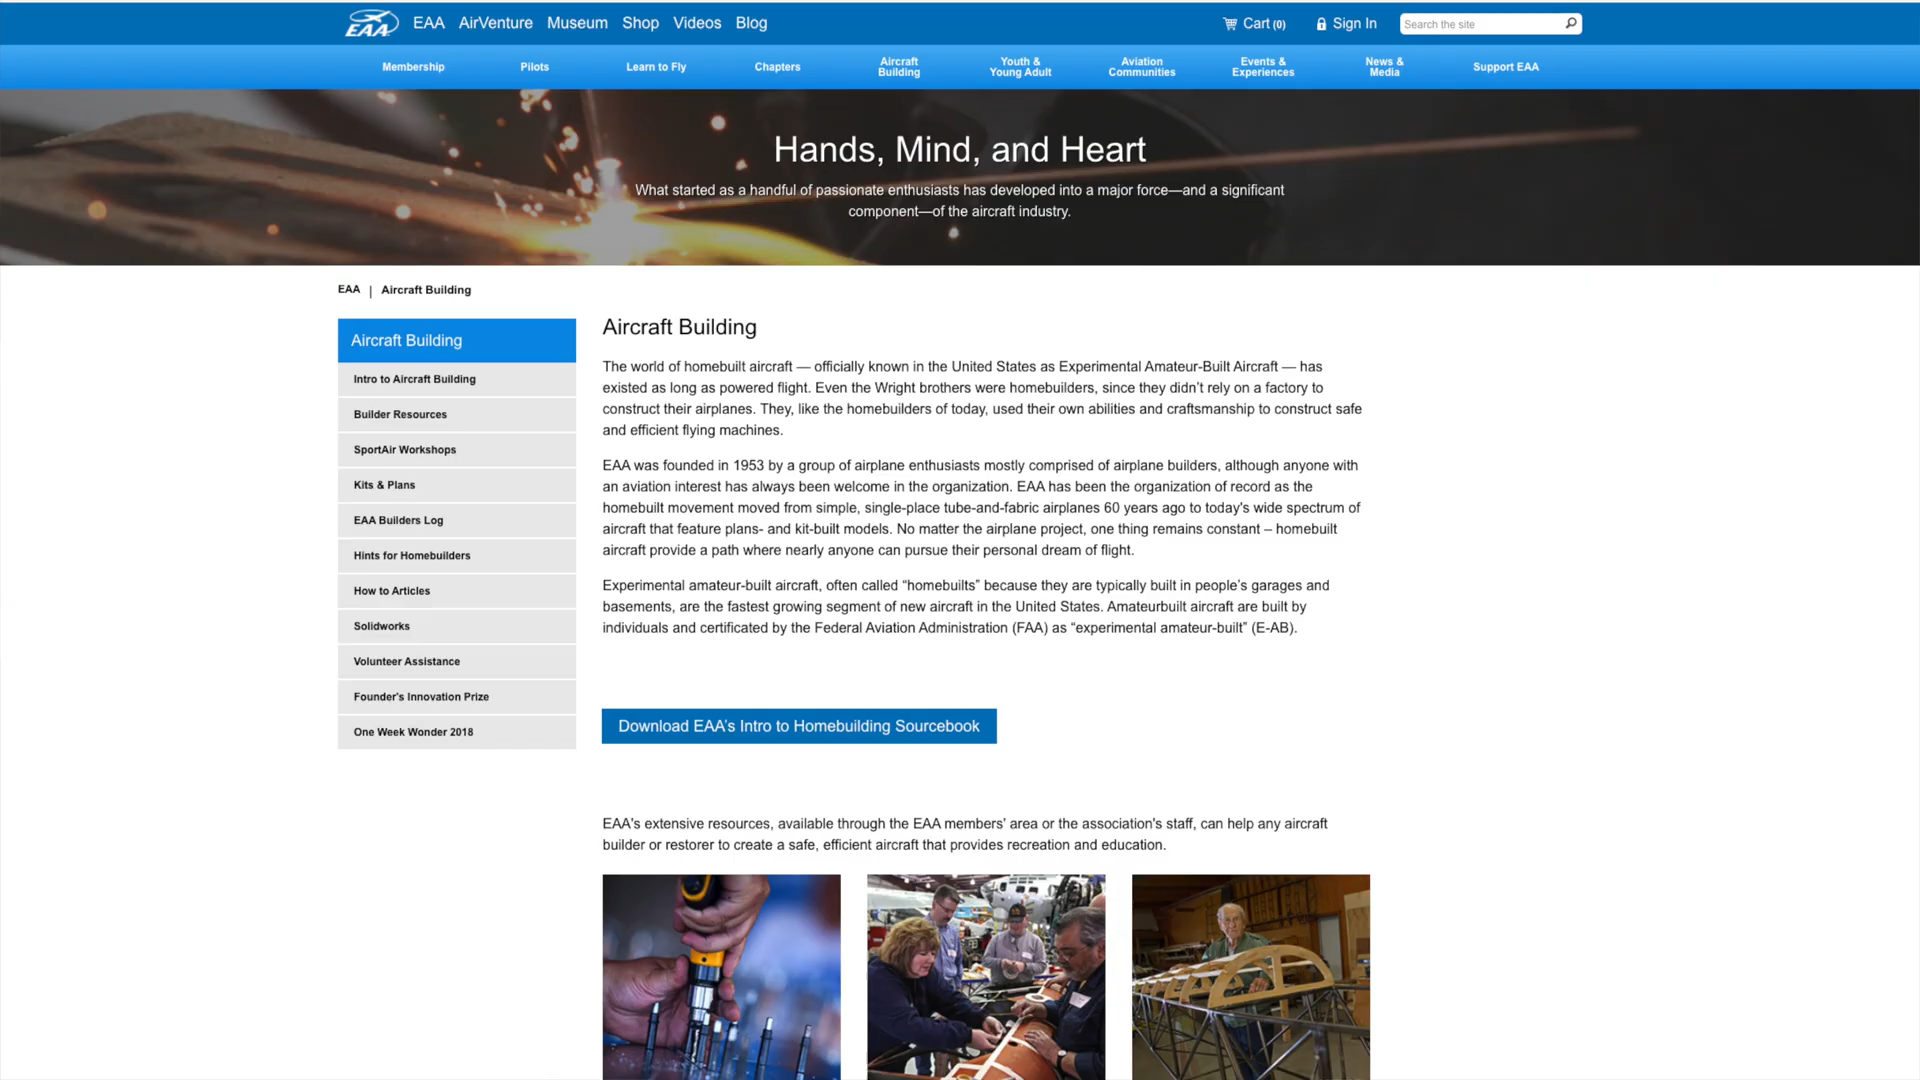 EAA EAA AirVenture Museum Shop Videos Blog Cart (0) Sign In Search the site
Membership Pilots Learn to Fly Chapters Aircraft Building Youth & Young Adult Aviation Communities Events & Experiences News & Media Support EAA
Hands, Mind, and Heart
What started as a handful of passionate enthusiasts has developed into a major force—and a significant
component—of the aircraft industry.
EAA | Aircraft Building
Aircraft Building
Intro to Aircraft Building
Builder Resources
SportAir Workshops
Kits & Plans
EAA Builders Log
Hints for Homebuilders
How to Articles
Solidworks
Volunteer Assistance
Founder's Innovation Prize
One Week Wonder 2018
Aircraft Building
The world of homebuilt aircraft — officially known in the United States as Experimental Amateur-Built Aircraft — has
existed as long as powered flight. Even the Wright brothers were homebuilders, since they didn’t rely on a factory to
construct their airplanes. They, like the homebuilders of today, used their own abilities and craftsmanship to construct safe
and efficient flying machines.
EAA was founded in 1953 by a group of airplane enthusiasts mostly comprised of airplane builders, although anyone with
an aviation interest has always been welcome in the organization. EAA has been the organization of record as the
homebuilt movement moved from simple, single-place tube-and-fabric airplanes 60 years ago to today's wide spectrum of
aircraft that feature plans- and kit-built models. No matter the airplane project, one thing remains constant – homebuilt
aircraft provide a path where nearly anyone can pursue their personal dream of flight.
Experimental amateur-built aircraft, often called “homebuilts” because they are typically built in people’s garages and
basements, are the fastest growing segment of new aircraft in the United States. Amateurbuilt aircraft are built by
individuals and certificated by the Federal Aviation Administration (FAA) as “experimental amateur-built” (E-AB).
Download EAA’s Intro to Homebuilding Sourcebook
EAA's extensive resources, available through the EAA members' area or the association's staff, can help any aircraft
builder or restorer to create a safe, efficient aircraft that provides recreation and education.